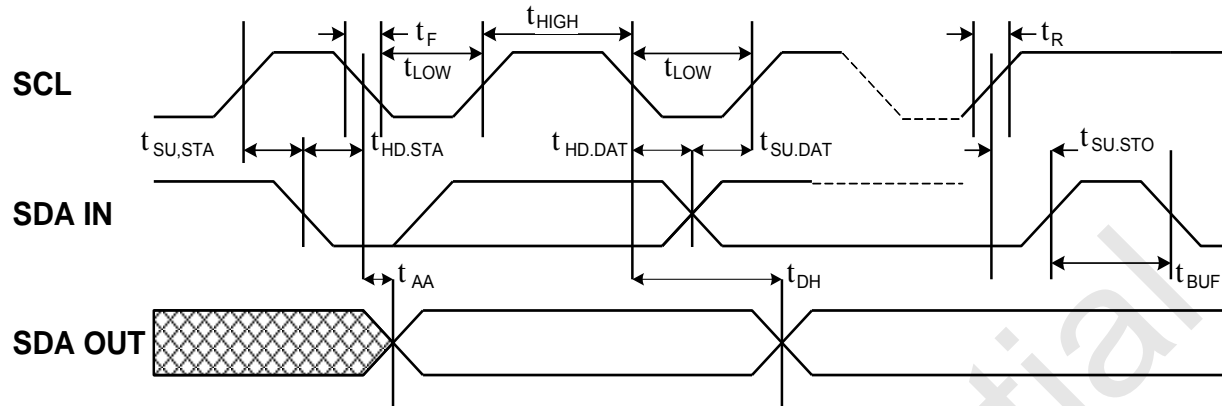 tHIGH
tF
tR
tLOW
tLOW
SCL
tSU,STA
tHD.STA
tHD.DAT
tSU.DAT
tSU.STO
SDA IN
tAA
tDH
tBUF
SDA OUT
tial